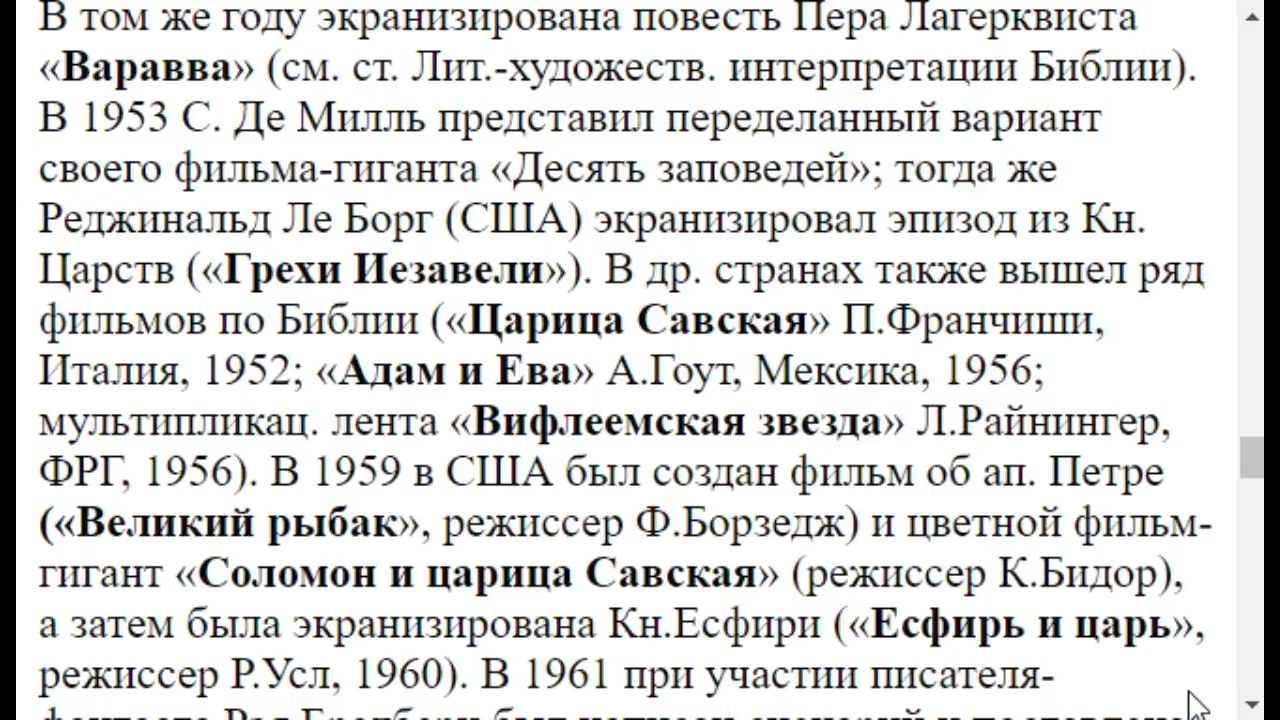 В том же году экранизирована повесть Пера Лагерквиста
«Варавва» (см. ст. Лит.-художеств. интерпретации Библии).
В 1953 С. Де Милль представил переделанный вариант
своего фильма-гиганта «Десять заповедей»; тогда же
Реджинальд Ле Борг (США) экранизировал эпизод из Кн.
Царств («Грехи Иезавели»). В др. странах также вышел ряд
фильмов по Библии («Царица Савская» П.Франчиши,
Италия, 1952; «Адам и Ева» А.Гоут, Мексика, 1956;
мультипликац. лента «Вифлеемская звезда» Л.Райнингер,
ФРГ, 1956). В 1959 в США был создан фильм об ап. Петре
(«Великий рыбак», режиссер Ф.Борзедж) и цветной фильм-
гигант «Соломон и царица Савская» (режиссер К.Бидор),
а затем была экранизирована Кн.Есфири («Есфирь и царь»,
режиссер Р.Усл, 1960). В 1961 при участии писателя-